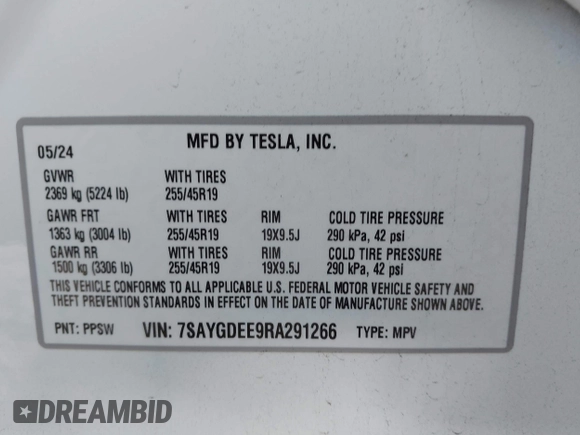 MFD BY TESLA, INC.
05/24
GVWR WITH TIRES
2369 kg (5224 lb) 255/45R19
GAWR FRT WITH TIRES RIM COLD TIRE PRESSURE
1363 kg (3004 lb) 255/45R19 19X9.5J 290 kPa, 42 psi
GAWR RR WITH TIRES RIM COLD TIRE PRESSURE
1500 kg (3306 lb) 255/45R19 19X9.5J 290 kPa, 42 psi
THIS VEHICLE CONFORMS TO ALL APPLICABLE U.S. FEDERAL MOTOR VEHICLE SAFETY AND
THEFT PREVENTION STANDARDS IN EFFECT ON THE DATE OF MANUFACTURE SHOWN ABOVE.
PNT: PPSW VIN: 7SAYGDEE9RA291266 TYPE: MPV
DREAMBID